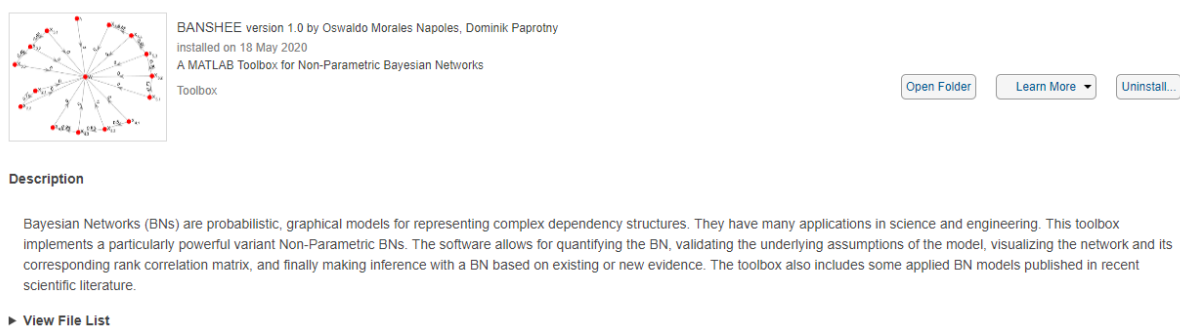 BANSHEE version 1.0 by Oswaldo Morales Napoles, Dominik Paprotny
installed on 18 May 2020
A MATLAB Toolbox for Non-Parametric Bayesian Networks
Toolbox
Open Folder
Learn More
Uninstall...
Description
Bayesian Networks (BNs) are probabilistic, graphical models for representing complex dependency structures. They have many applications in science and engineering. This toolbox
implements a particularly powerful variant Non-Parametric BNs. The software allows for quantifying the BN, validating the underlying assumptions of the model, visualizing the network and its
corresponding rank correlation matrix, and finally making inference with a BN based on existing or new evidence. The toolbox also includes some applied BN models published in recent
scientific literature.
View File List